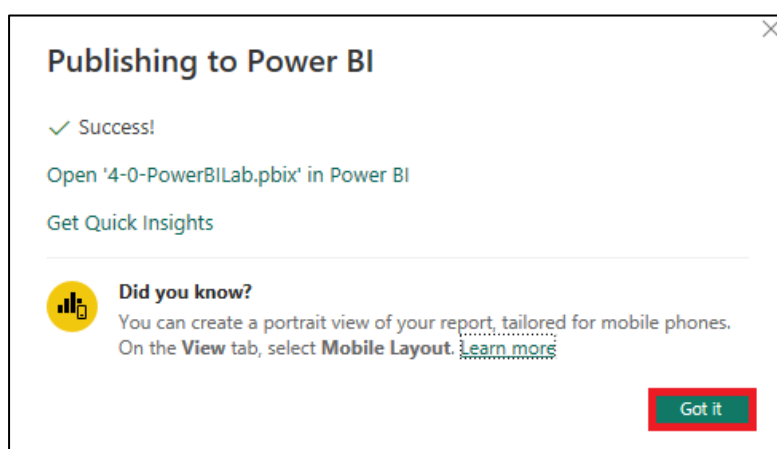 Publishing to Power BI
Success!
Open '4-0-PowerBILab.pbix' in Power BI
Get Quick Insights
Did you know?
You can create a portrait view of your report, tailored for mobile phones.
On the View tab, select Mobile Layout. Learn more
Got it